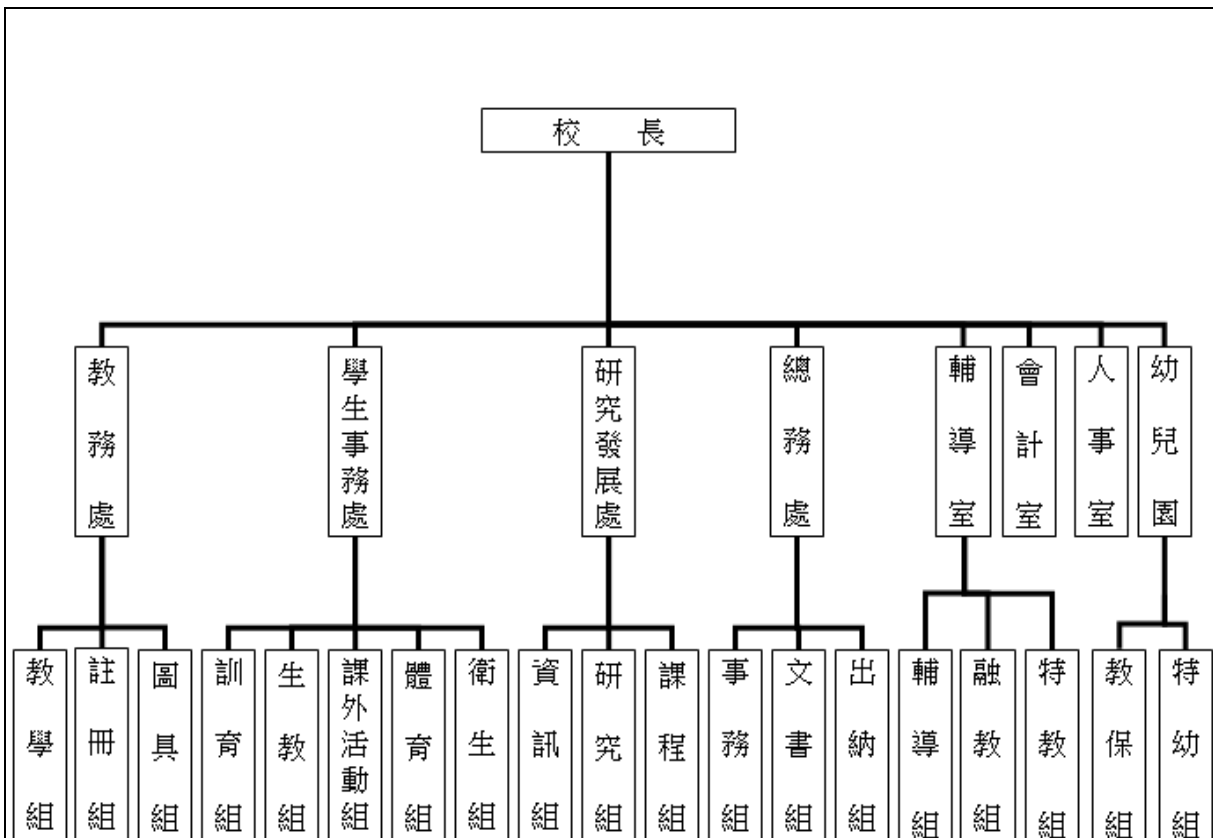 校長
教務處
學生事務處
研究發展處
總務處
輔導室
會計室
人事室
幼兒園
教學組
註冊組
圖具組
訓育組
生教組
課外活動組
體育組
衛生組
資訊組
研究組
課程組
事務組
文書組
出納組
輔導組
融教組
特教組
教保組
特幼組